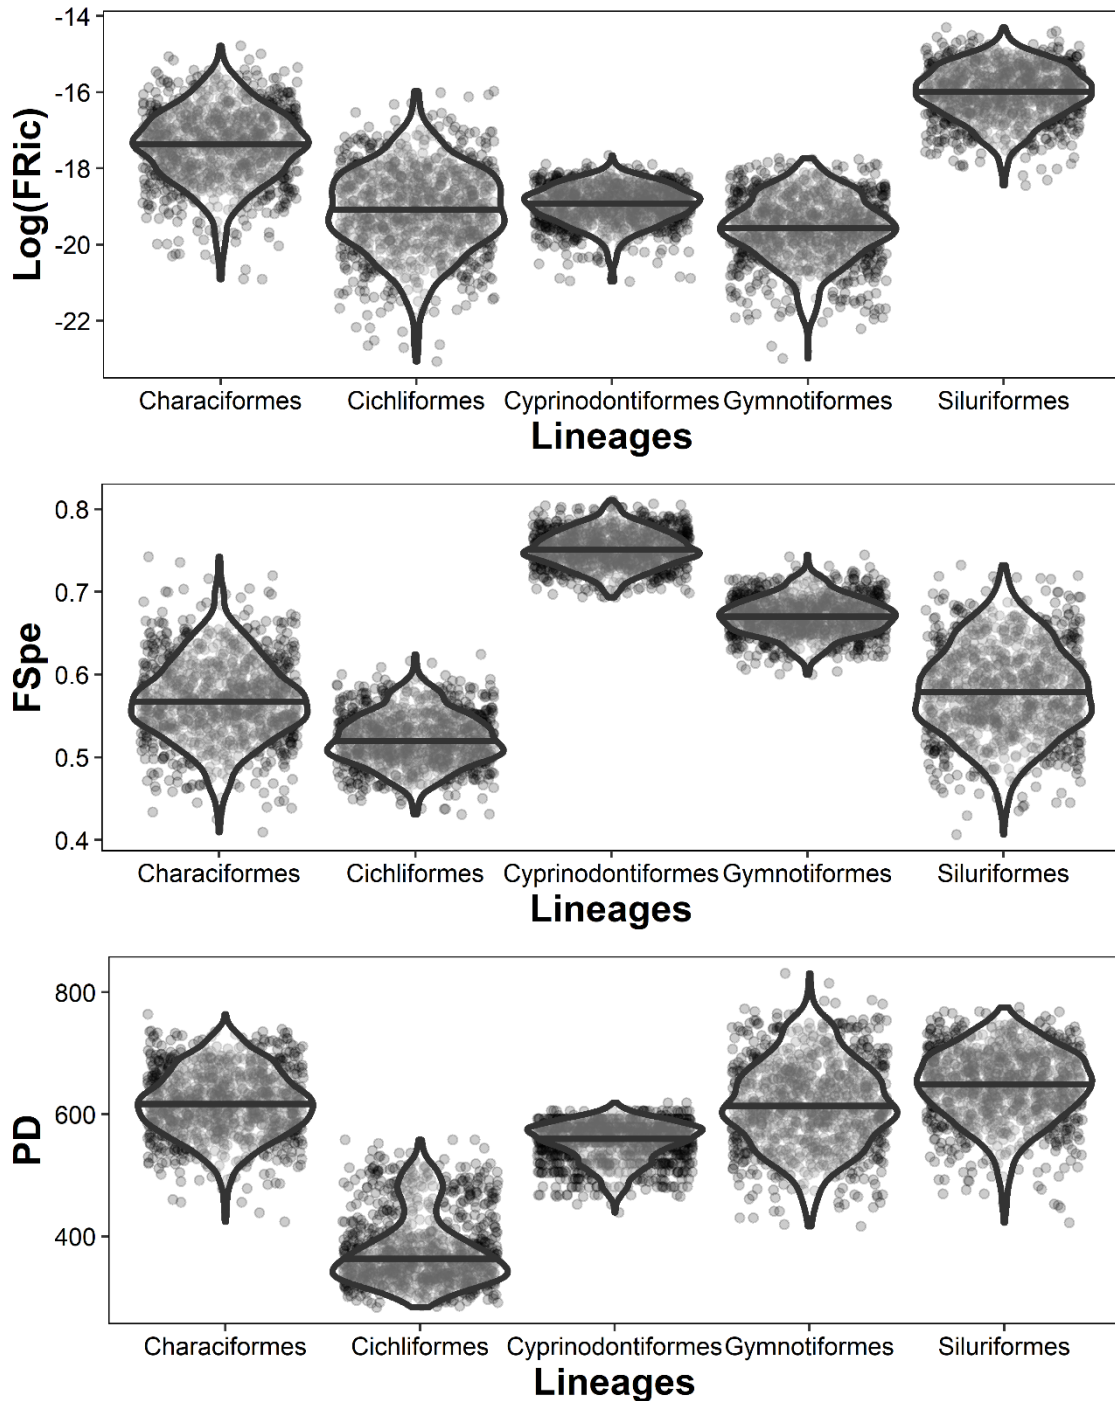 Log(FRic)
-14
-16
-18
-20
-22
Characiformes Cichliformes Cyprinodontiformes Gymnotiformes Siluriformes
Lineages
FSpe
0.8
0.7
0.6
0.5
0.4
Characiformes Cichliformes Cyprinodontiformes Gymnotiformes Siluriformes
Lineages
PD
800
600
400
Characiformes Cichliformes Cyprinodontiformes Gymnotiformes Siluriformes
Lineages